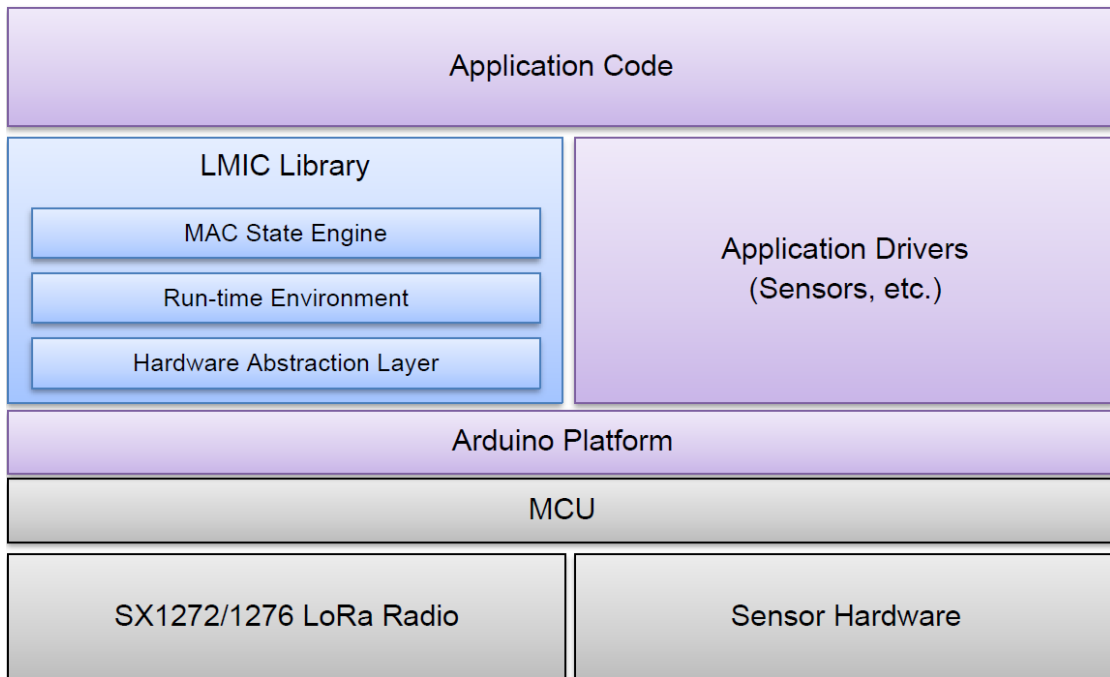 Application Code
LMIC Library
MAC State Engine
Run-time Environment
Hardware Abstraction Layer
Application Drivers
(Sensors, etc.)
Arduino Platform
MCU
SX1272/1276 LoRa Radio
Sensor Hardware